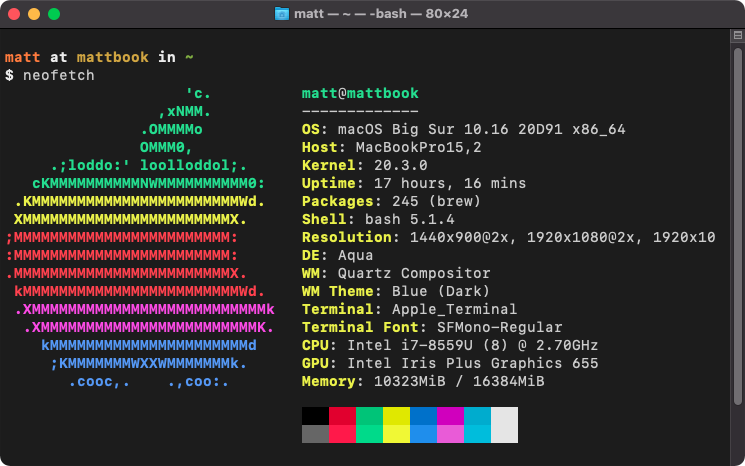 matt — ~ — -bash — 80×24
matt at mattbook in ~
$ neofetch
                    'c.          matt@mattbook
                 ,xNMM.          -------------
               .OMMMMo           OS: macOS Big Sur 10.16 20D91 x86_64
               OMMM0,            Host: MacBookPro15,2
     .;loddo:' loolloddol;.      Kernel: 20.3.0
   cKMMMMMMMMMMNWMMMMMMMMMM0:    Uptime: 17 hours, 16 mins
 .KMMMMMMMMMMMMMMMMMMMMMMMWd.    Packages: 245 (brew)
 XMMMMMMMMMMMMMMMMMMMMMMMX.      Shell: bash 5.1.4
;MMMMMMMMMMMMMMMMMMMMMMMM:       Resolution: 1440x900@2x, 1920x1080@2x, 1920x10
:MMMMMMMMMMMMMMMMMMMMMMMM:       DE: Aqua
.MMMMMMMMMMMMMMMMMMMMMMMMX.      WM: Quartz Compositor
 kMMMMMMMMMMMMMMMMMMMMMMMMWd.    WM Theme: Blue (Dark)
 .XMMMMMMMMMMMMMMMMMMMMMMMMMMk   Terminal: Apple_Terminal
  .XMMMMMMMMMMMMMMMMMMMMMMMMK.   Terminal Font: SFMono-Regular
    kMMMMMMMMMMMMMMMMMMMMMMd     CPU: Intel i7-8559U (8) @ 2.70GHz
     ;KMMMMMMMWXXWMMMMMMMk.      GPU: Intel Iris Plus Graphics 655
       .cooc,.    .,coo:.        Memory: 10323MiB / 16384MiB